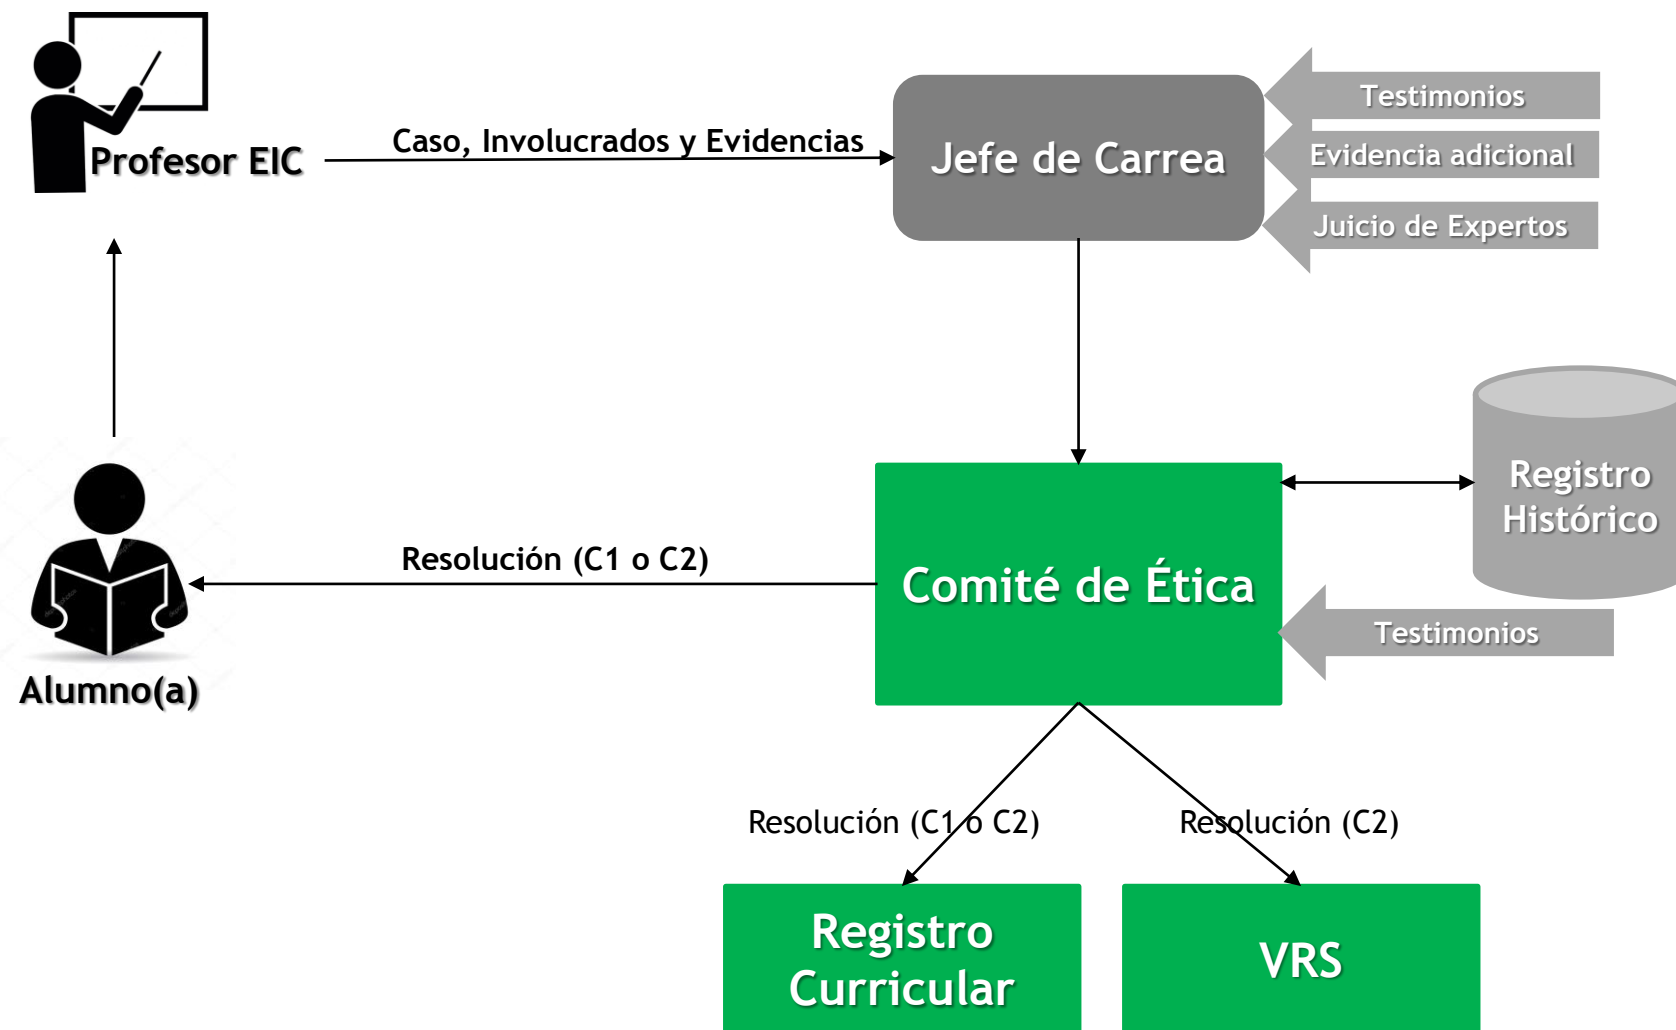 Profesor EIC
Caso, Involucrados y Evidencias
Jefe de Carrea
Testimonios
Evidencia adicional
Juicio de Expertos
Registro
Histórico
Resolución (C1 o C2)
Comité de Ética
Testimonios
Alumno(a)
Resolución (C1 o C2)
Resolución (C2)
Registro
Curricular
VRS